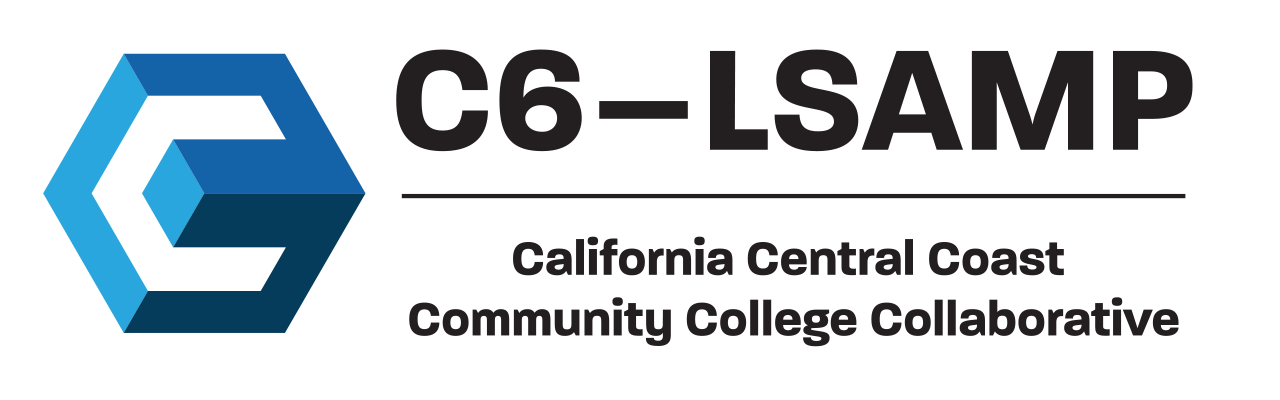 C6–LSAMP
California Central Coast
Community College Collaborative